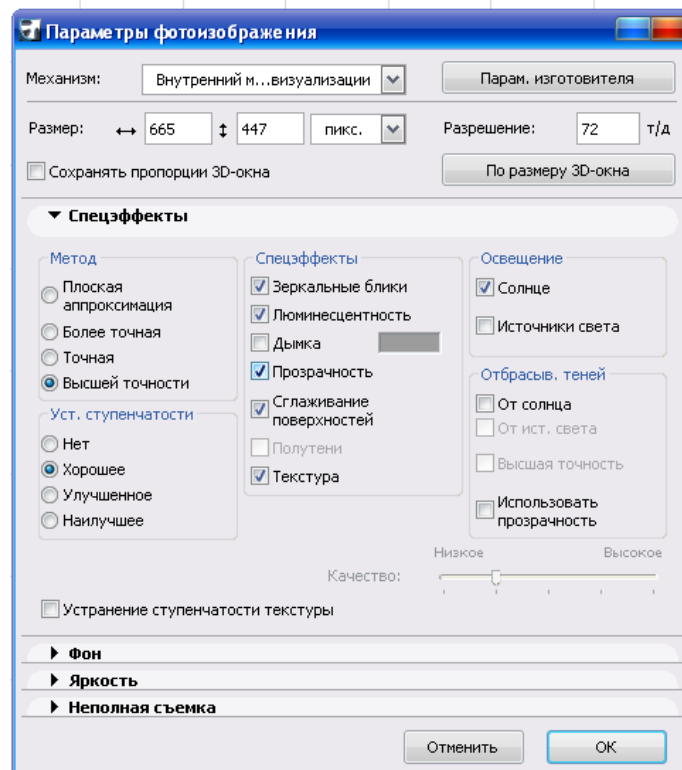 Параметры фотоизображения
Механизм: Внутренний м...визуализации Парам. изготовителя
Размер: 665 447 пикс. Разрешение: 72 т/д
Сохранять пропорции 3D-окна По размеру 3D-окна
Спецэффекты
Метод
Плоская
аппроксимация
Более точная
Точная
Высшей точности
Уст. ступенчатости
Нет
Хорошее
Улучшенное
Наилучшее
Спецэффекты
Зеркальные блики
Люминесцентность
Дымка
Прозрачность
Сглаживание
поверхностей
Полутени
Текстура
Освещение
Солнце
Источники света
Отбрасыв. теней
От солнца
От ист. света
Высшая точность
Использовать
прозрачность
Низкое Высокое
Качество:
Устранение ступенчатости текстуры
Фон
Яркость
Неполная съемка
Отменить OK